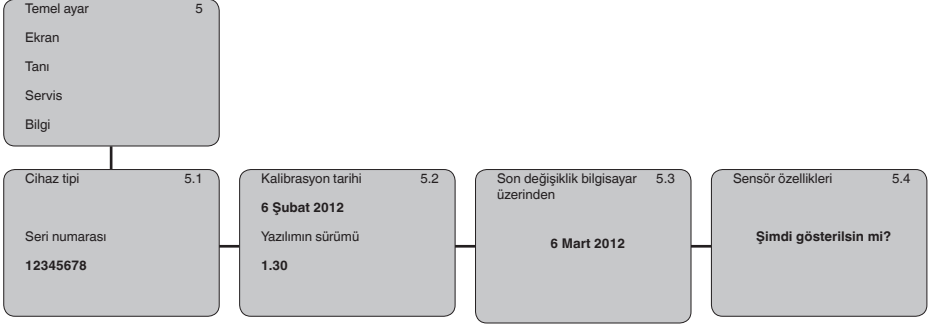 Temel ayar 5
Ekran
Tanı
Servis
Bilgi
Cihaz tipi 5.1
Seri numarası
12345678
Kalibrasyon tarihi 5.2
6 Şubat 2012
Yazılımın sürümü
1.30
Son değişiklik bilgisayar 5.3
üzerinden
6 Mart 2012
Sensör özellikleri 5.4
Şimdi gösterilsin mi?